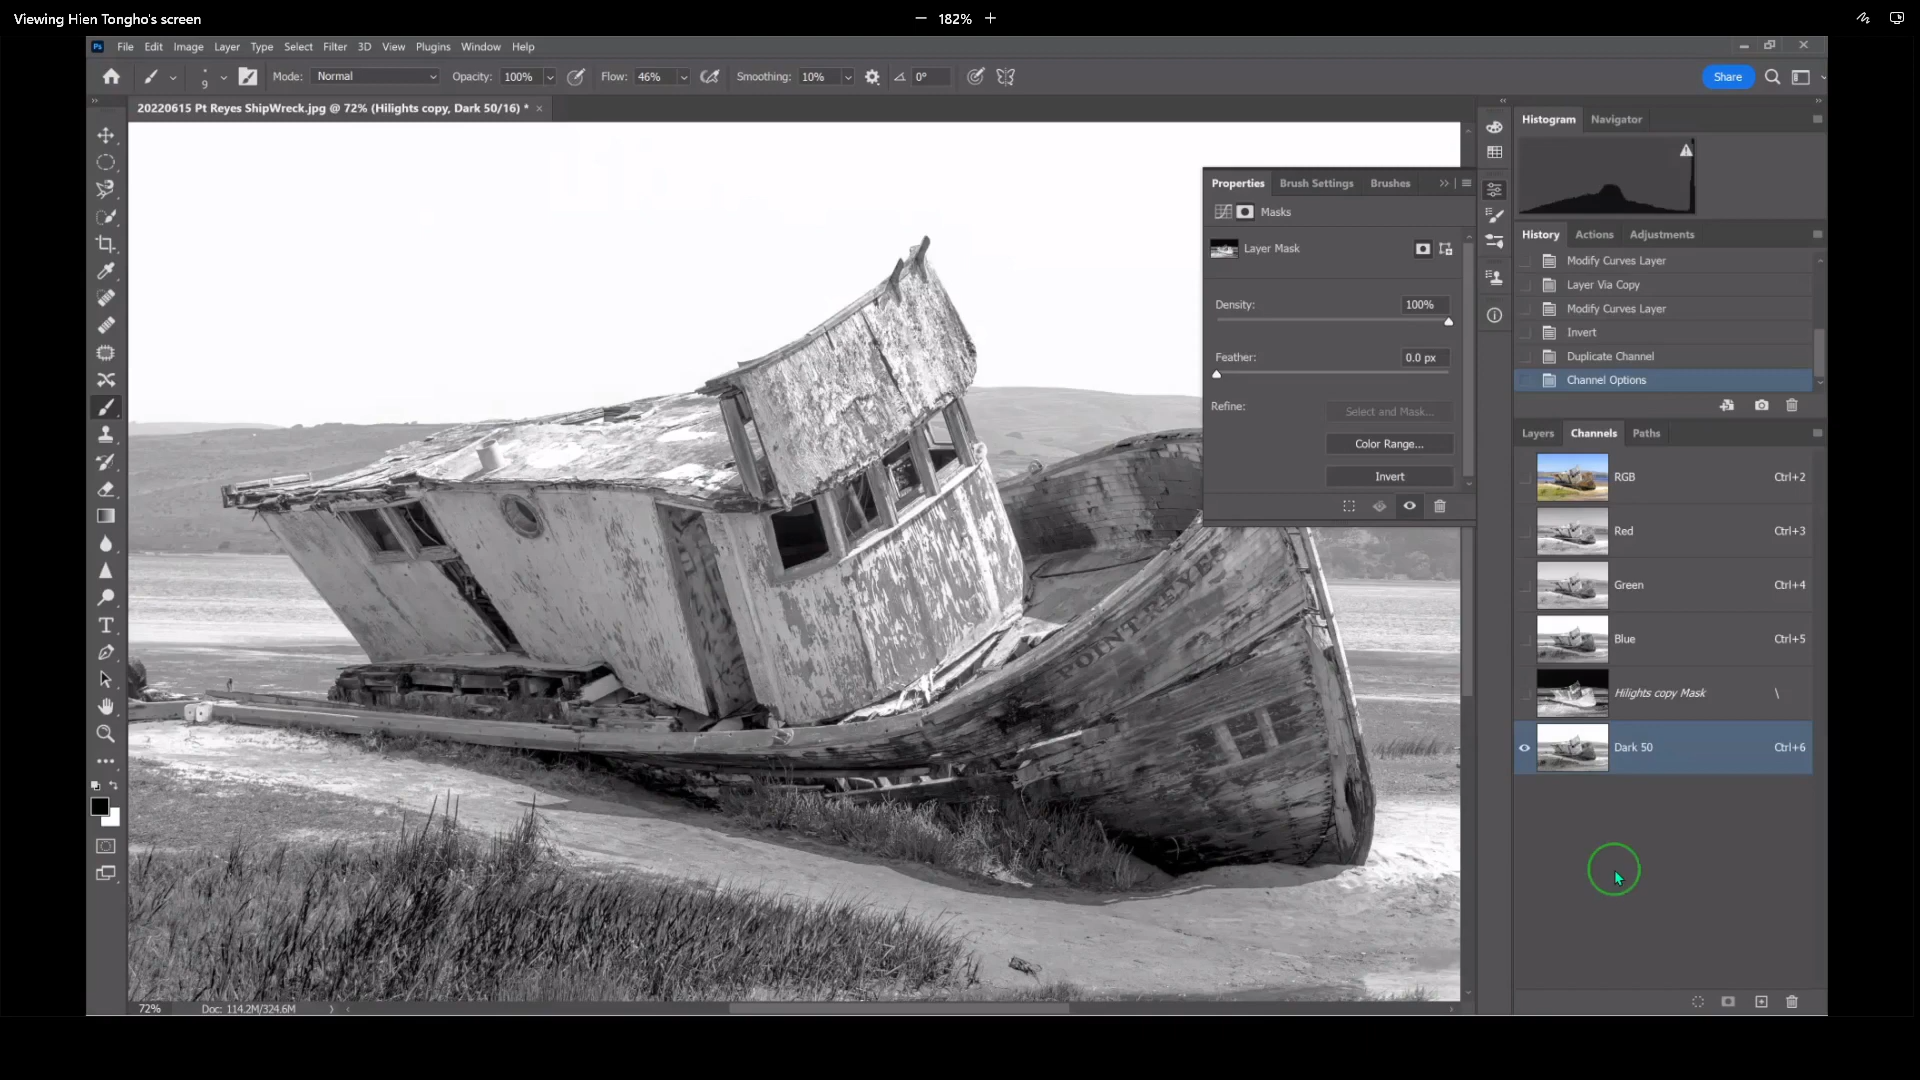 Viewing Hien Tongho's screen
182%
Ps File Edit Image Layer Type Select Filter 3D View Plugins Window Help
9 Mode: Normal Opacity: 100% Flow: 46% Smoothing: 10% 0° Share
20220615 Pt Reyes ShipWreck.jpg @ 72% (Hilights copy, Dark 50/16) * ×
Properties Brush Settings Brushes
Masks
Layer Mask
Density: 100%
Feather: 0.0 px
Refine: Select and Mask...
Color Range...
Invert
Histogram Navigator
History Actions Adjustments
Modify Curves Layer
Layer Via Copy
Modify Curves Layer
Invert
Duplicate Channel
Channel Options
Layers Channels Paths
RGB Ctrl+2
Red Ctrl+3
Green Ctrl+4
Blue Ctrl+5
Hilights copy Mask \
Dark 50 Ctrl+6
POINT REYES
72% Doc: 114.2M/324.6M